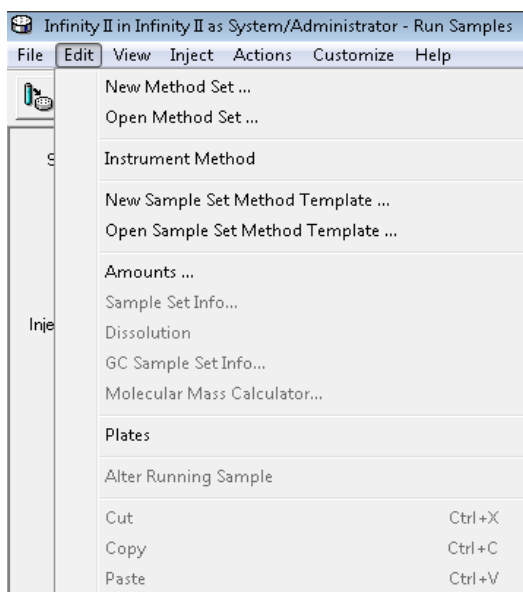 Infinity II in Infinity II as System/Administrator - Run Samples
File Edit View Inject Actions Customize Help
New Method Set ...
Open Method Set ...
S
Instrument Method
New Sample Set Method Template ...
Open Sample Set Method Template ...
Amounts ...
Sample Set Info...
Inje
Dissolution
GC Sample Set Info...
Molecular Mass Calculator...
Plates
Alter Running Sample
Cut Ctrl+X
Copy Ctrl+C
Paste Ctrl+V